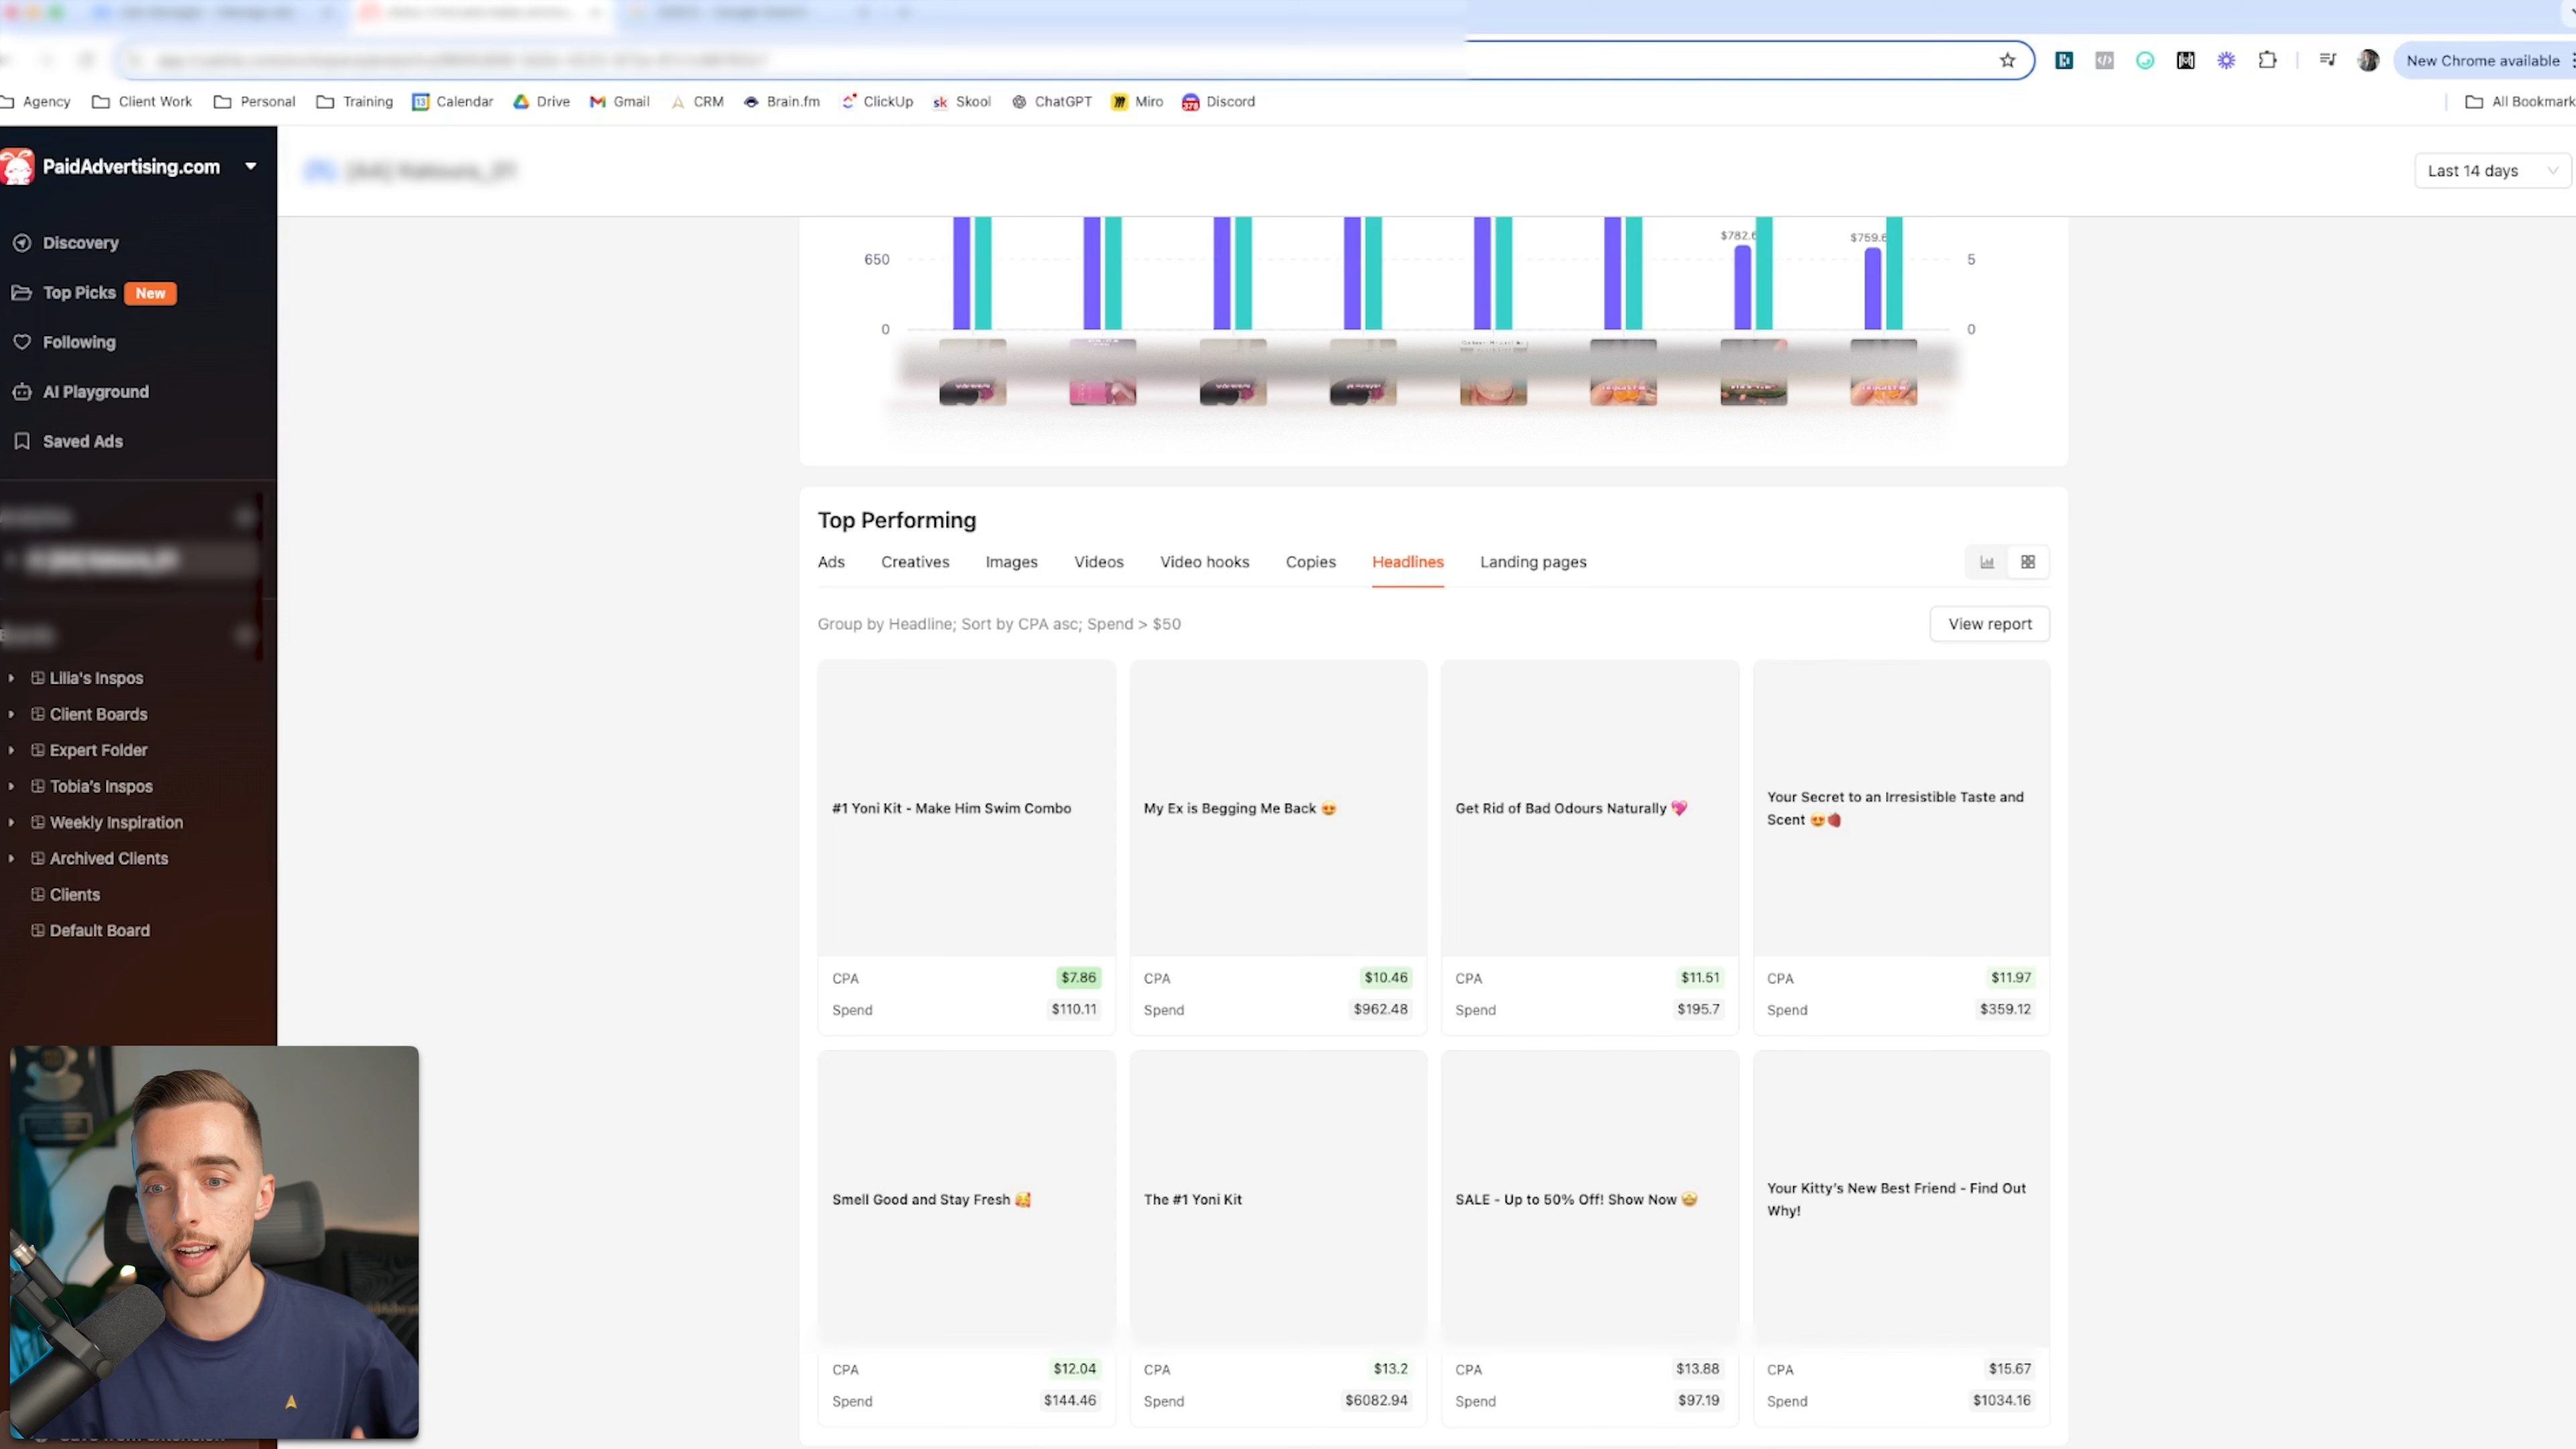 New Chrome available
Agency
Client Work
Personal
Training
Calendar
Drive
Gmail
CRM
Brain.fm
ClickUp
Skool
ChatGPT
Miro
Discord
All Bookmark
PaidAdvertising.com
Last 14 days
Discovery
Top Picks New
Following
AI Playground
Saved Ads
Lilia's Inspos
Client Boards
Expert Folder
Tobia's Inspos
Weekly Inspiration
Archived Clients
Clients
Default Board
$782.6
$759.6
650
5
0
0
Top Performing
Ads
Creatives
Images
Videos
Video hooks
Copies
Headlines
Landing pages
Group by Headline; Sort by CPA asc; Spend > $50
View report
#1 Yoni Kit - Make Him Swim Combo
CPA $7.86
Spend $110.11
My Ex is Begging Me Back 😍
CPA $10.46
Spend $962.48
Get Rid of Bad Odours Naturally 💖
CPA $11.51
Spend $195.7
Your Secret to an Irresistible Taste and
Scent 😍🍓
CPA $11.97
Spend $359.12
Smell Good and Stay Fresh 🥰
CPA $12.04
Spend $144.46
The #1 Yoni Kit
CPA $13.2
Spend $6082.94
SALE - Up to 50% Off! Show Now 🤩
CPA $13.88
Spend $97.19
Your Kitty's New Best Friend - Find Out
Why!
CPA $15.67
Spend $1034.16